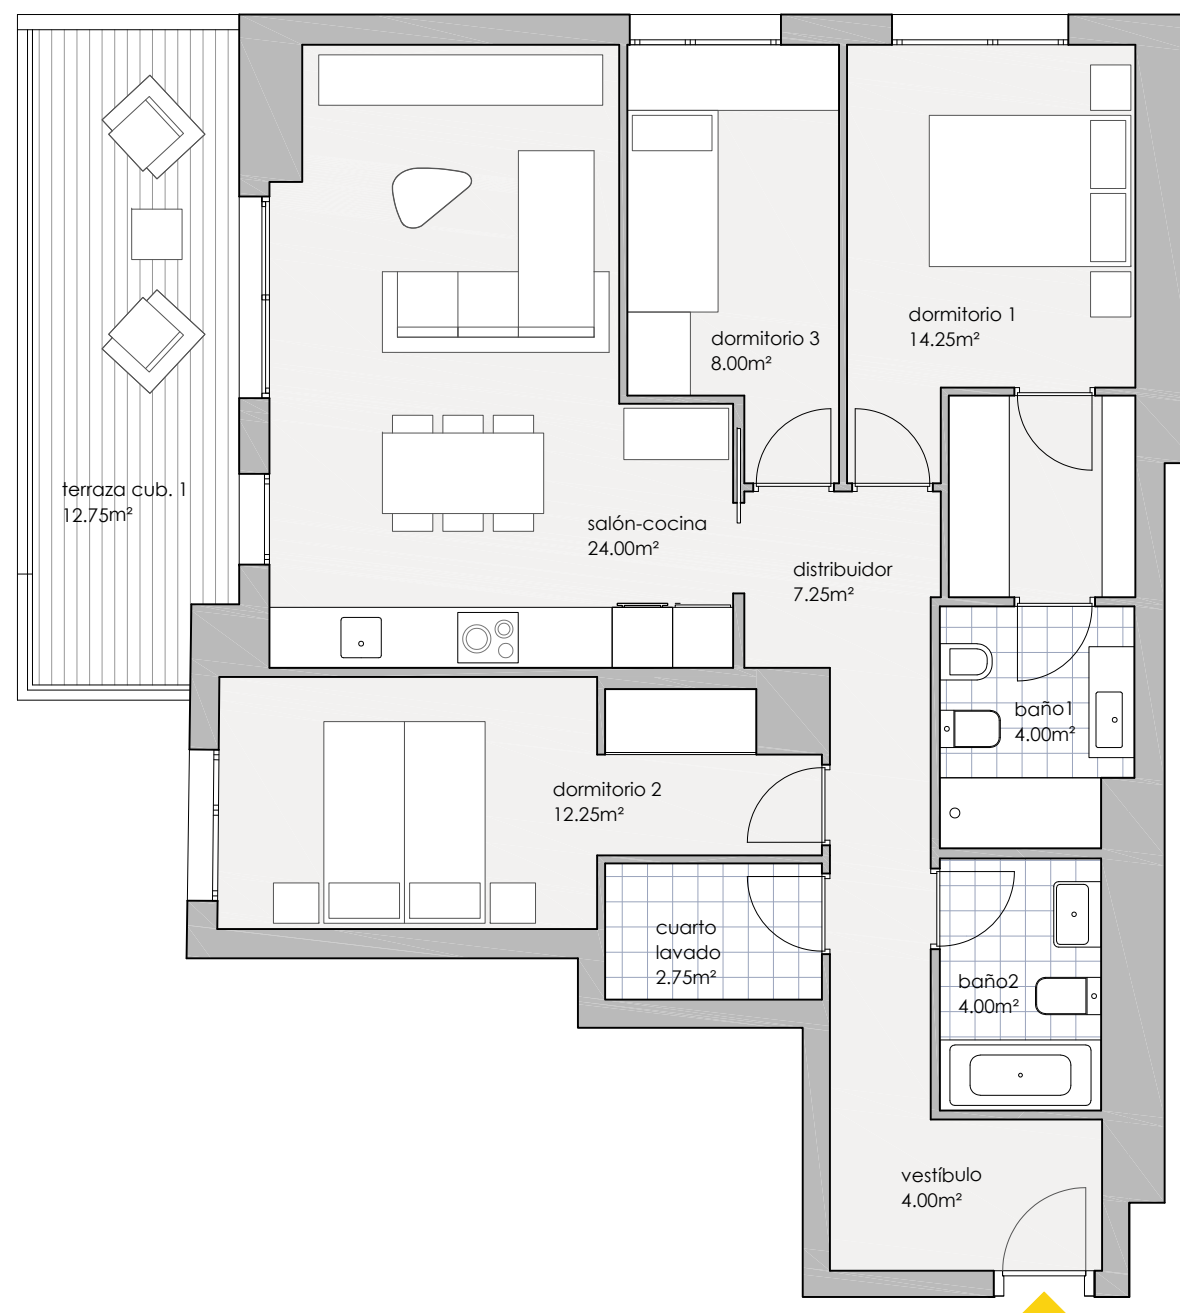 dormitorio 1
14.25m²
dormitorio 3
8.00m²
terraza cub. 1
12.75m²
salón-cocina
24.00m²
distribuidor
7.25m²
baño1
4.00m²
dormitorio 2
12.25m²
cuarto
lavado
2.75m²
baño2
4.00m²
vestíbulo
4.00m²